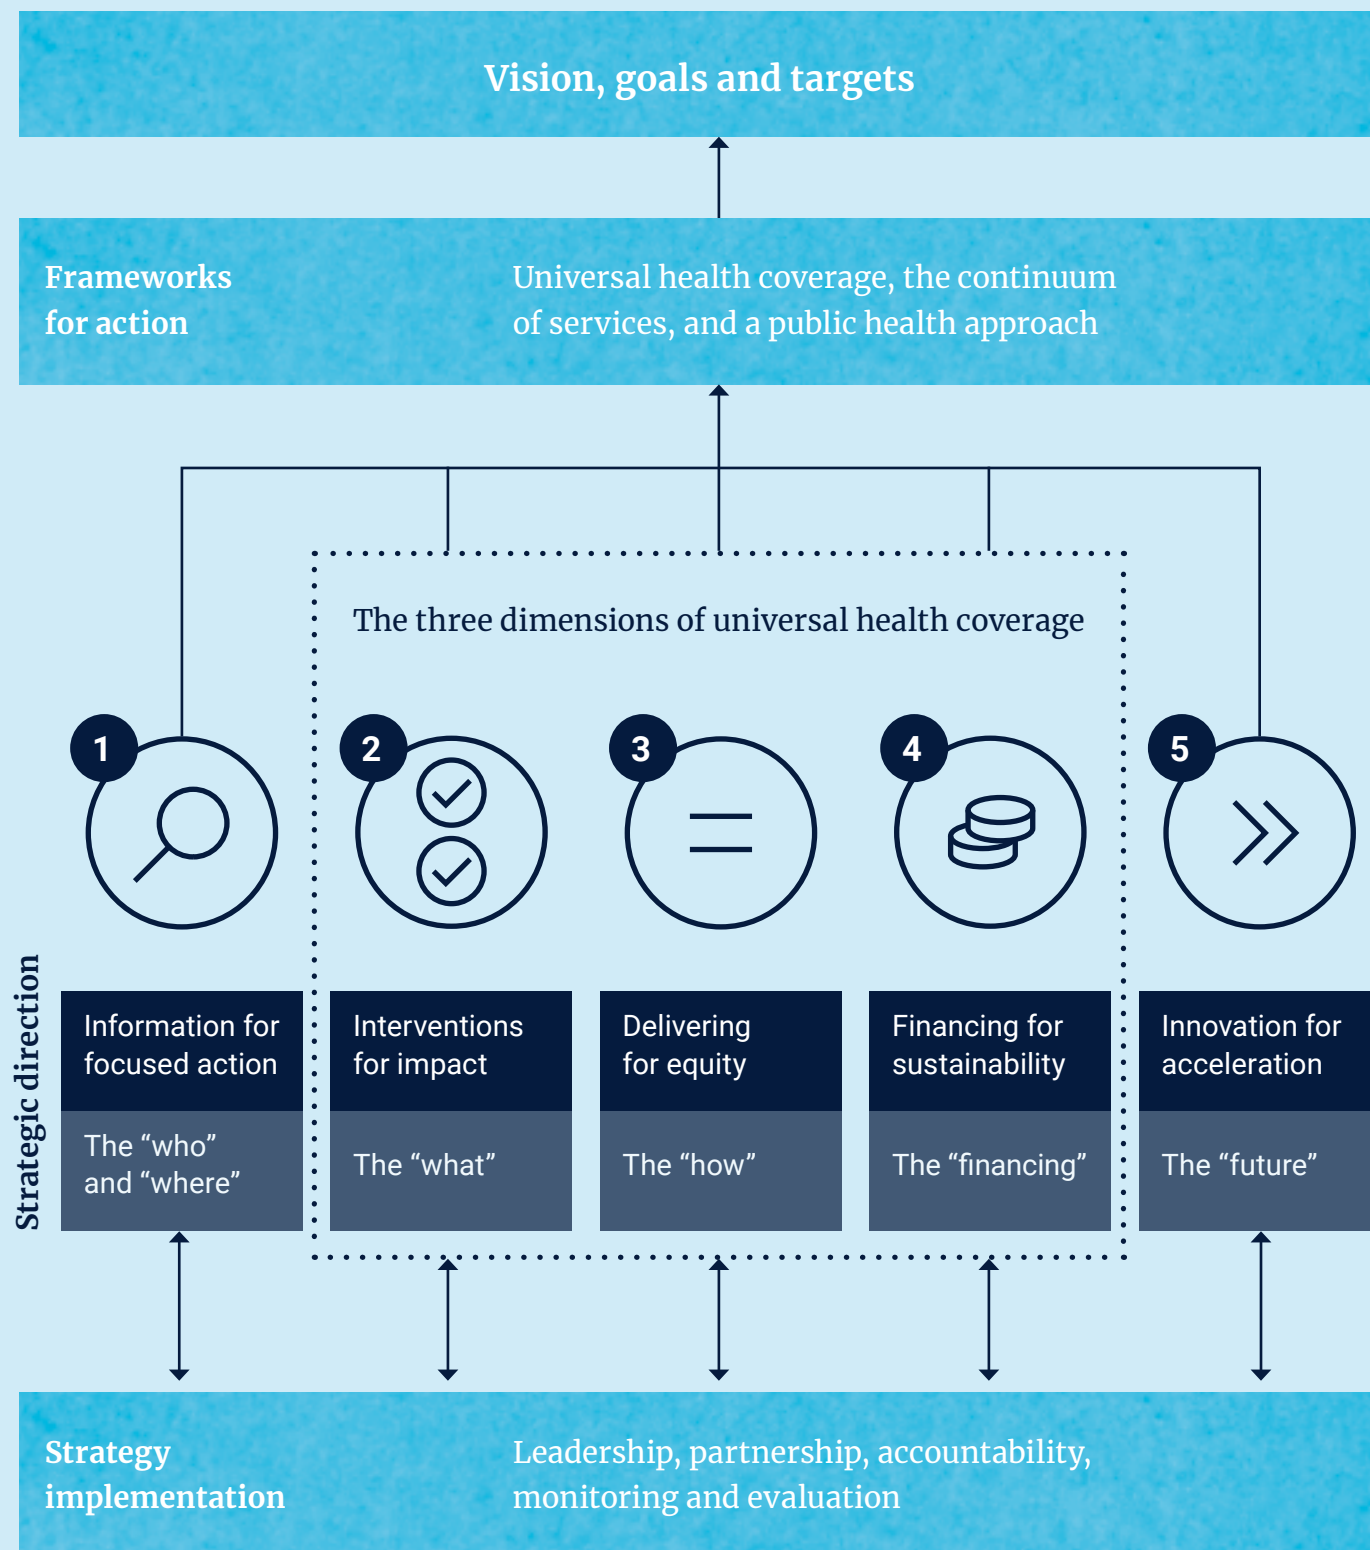 Vision, goals and targets
Frameworks
for action
Universal health coverage, the continuum
of services, and a public health approach
The three dimensions of universal health coverage
1
2
3
4
5
Strategic direction
Information for
focused action
The “who”
and “where”
Interventions
for impact
The “what”
Delivering
for equity
The “how”
Financing for
sustainability
The “financing”
Innovation for
acceleration
The “future”
Strategy
implementation
Leadership, partnership, accountability,
monitoring and evaluation